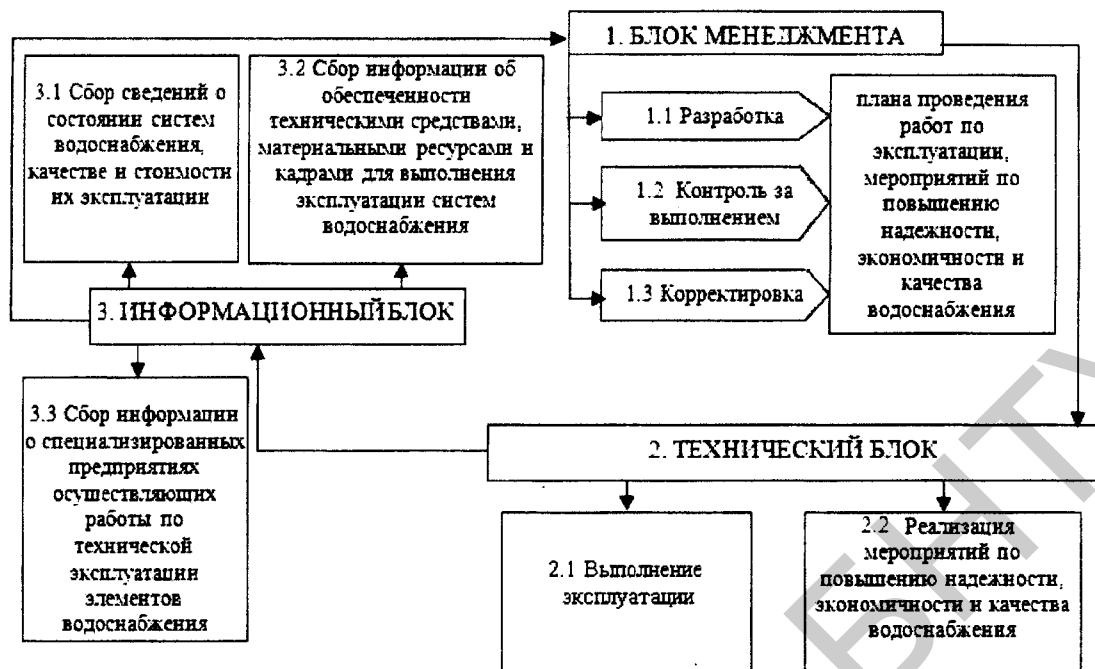 1. БЛОК МЕНЕДЖМЕНТА
3.1 Сбор сведений о
состоянии систем
водоснабжения,
качестве и стоимости
их эксплуатации
3.2 Сбор информации об
обеспеченности
техническими средствами,
материальными ресурсами и
кадрами для выполнения
эксплуатации систем
водоснабжения
1.1 Разработка
1.2 Контроль за
выполнением
1.3 Корректировка
плана проведения
работ по
эксплуатации,
мероприятий по
повышению
надежности,
экономичности и
качества
водоснабжения
3. ИНФОРМАЦИОННЫЙ БЛОК
3.3 Сбор информации
о специализированных
предприятиях
осуществляющих
работы по
технической
эксплуатации
элементов
водоснабжения
2. ТЕХНИЧЕСКИЙ БЛОК
2.1 Выполнение
эксплуатации
2.2 Реализация
мероприятий по
повышению надежности,
экономичности и качества
водоснабжения
БНТУ